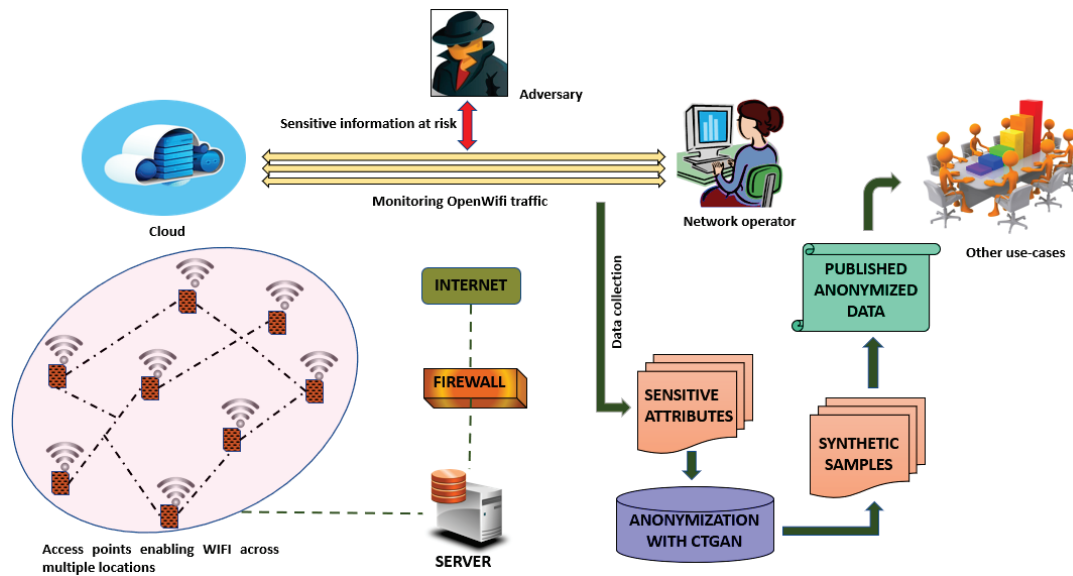 Adversary
Sensitive information at risk
Monitoring OpenWifi traffic
Cloud
Network operator
Other use-cases
INTERNET
FIREWALL
SERVER
Access points enabling WIFI across
multiple locations
Data collection
SENSITIVE
ATTRIBUTES
ANONYMIZATION
WITH CTGAN
SYNTHETIC
SAMPLES
PUBLISHED
ANONYMIZED
DATA